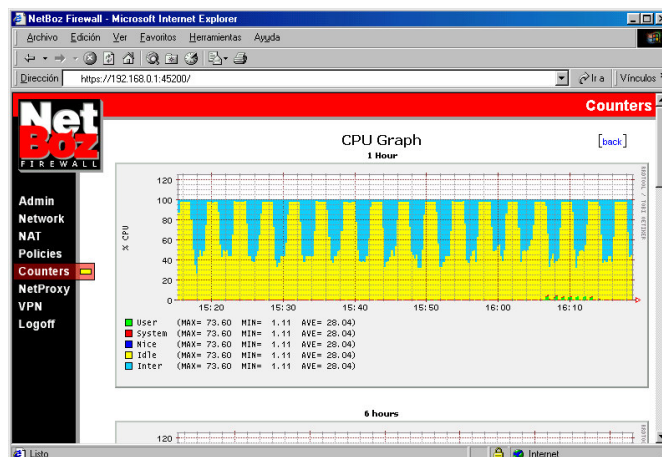 NetBoz Firewall - Microsoft Internet Explorer
Archivo Edición Ver Favoritos Herramientas Ayuda
Dirección https://192.168.0.1:45200/ Ir a Vínculos
Counters
Net
Boz
FIREWALL
CPU Graph [back]
1 Hour
Admin
Network
NAT
Policies
Counters
NetProxy
VPN
Logoff
RRDTOOL / TOBI OETIKER
% CPU
120
100
80
60
40
20
0
15:20 15:30 15:40 15:50 16:00 16:10
User (MAX= 73.60 MIN= 1.11 AVE= 28.04)
System (MAX= 73.60 MIN= 1.11 AVE= 28.04)
Nice (MAX= 73.60 MIN= 1.11 AVE= 28.04)
Idle (MAX= 73.60 MIN= 1.11 AVE= 28.04)
Inter (MAX= 73.60 MIN= 1.11 AVE= 28.04)
6 hours
120
Listo Internet